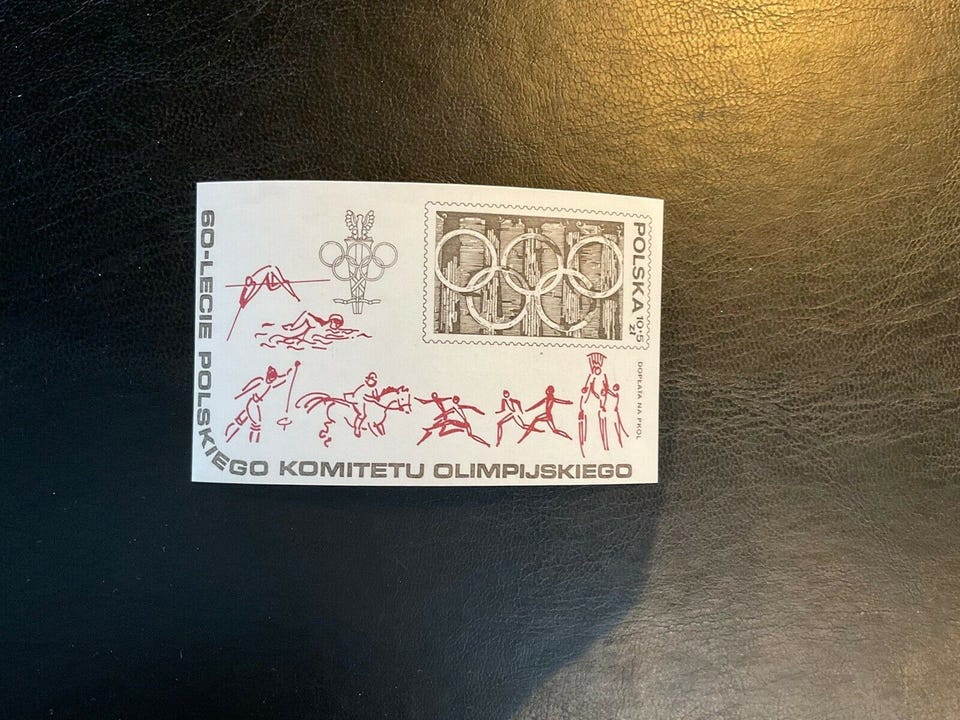 60-LECIE POLSKIEGO KOMITETU OLIMPIJSKIEGO
POLSKA 10+5 zł
DOPŁATA NA PKOL